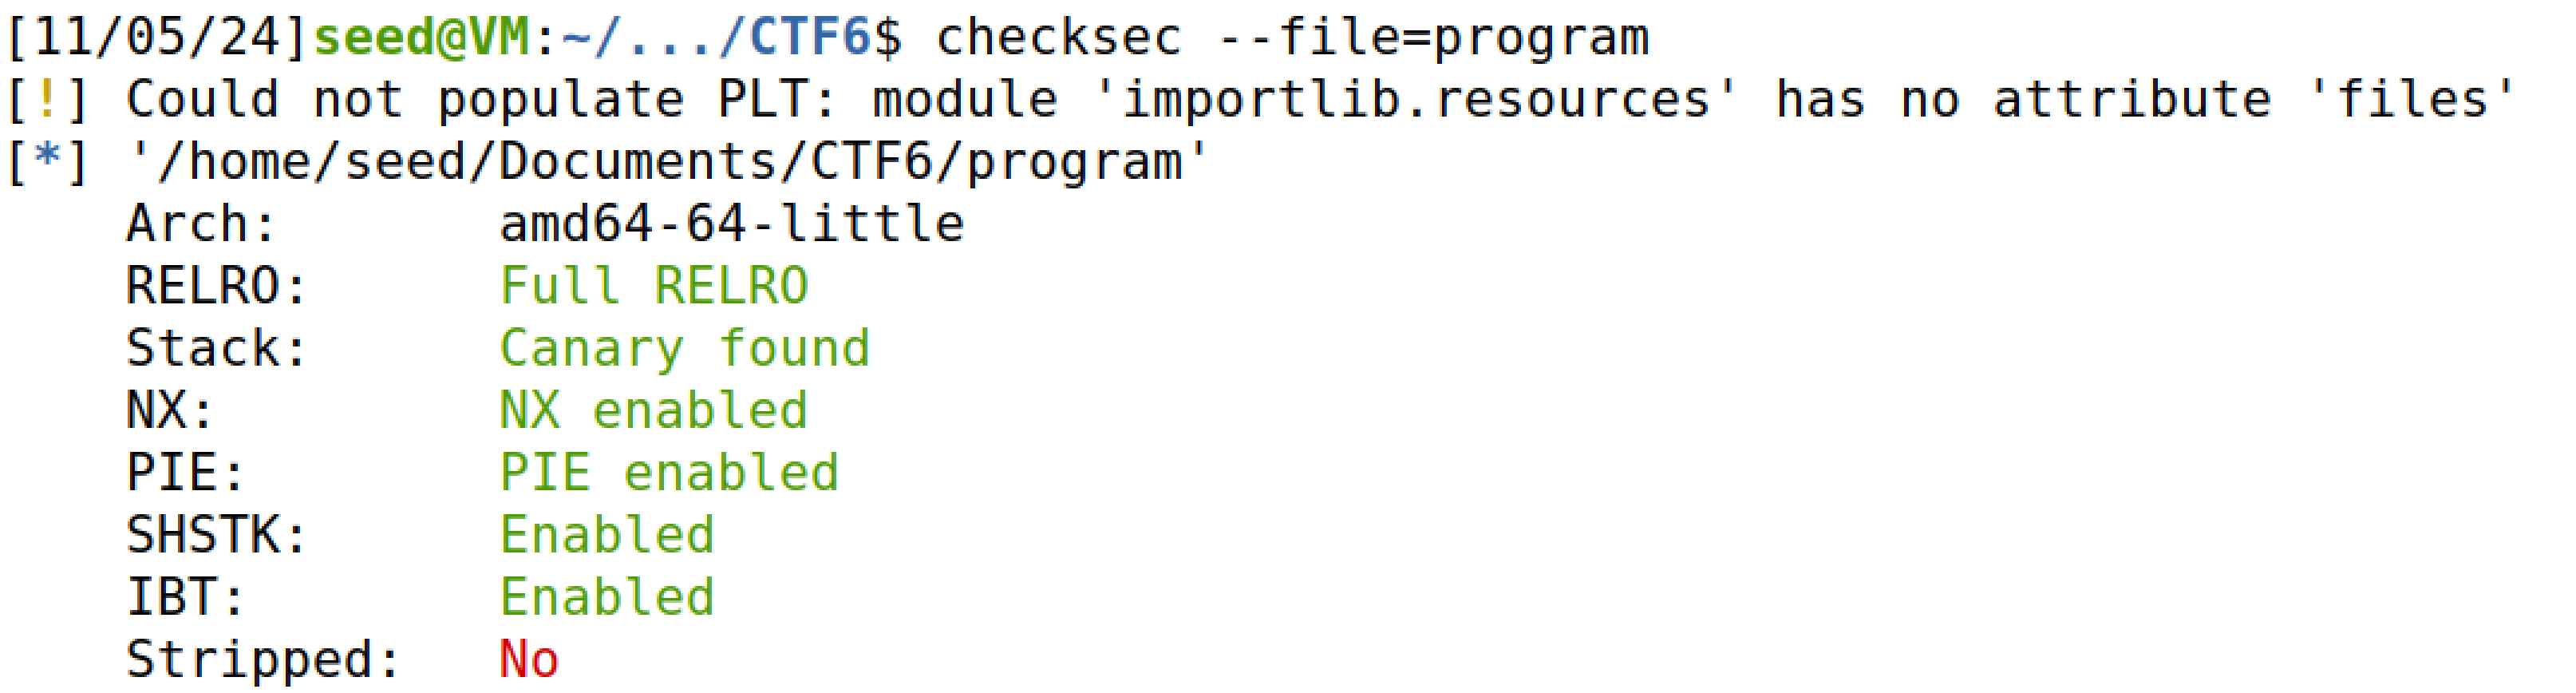 [11/05/24]seed@VM:~/.../CTF6$ checksec --file=program
[!] Could not populate PLT: module 'importlib.resources' has no attribute 'files'
[*] '/home/seed/Documents/CTF6/program'
Arch: amd64-64-little
RELRO: Full RELRO
Stack: Canary found
NX: NX enabled
PIE: PIE enabled
SHSTK: Enabled
IBT: Enabled
Stripped: No